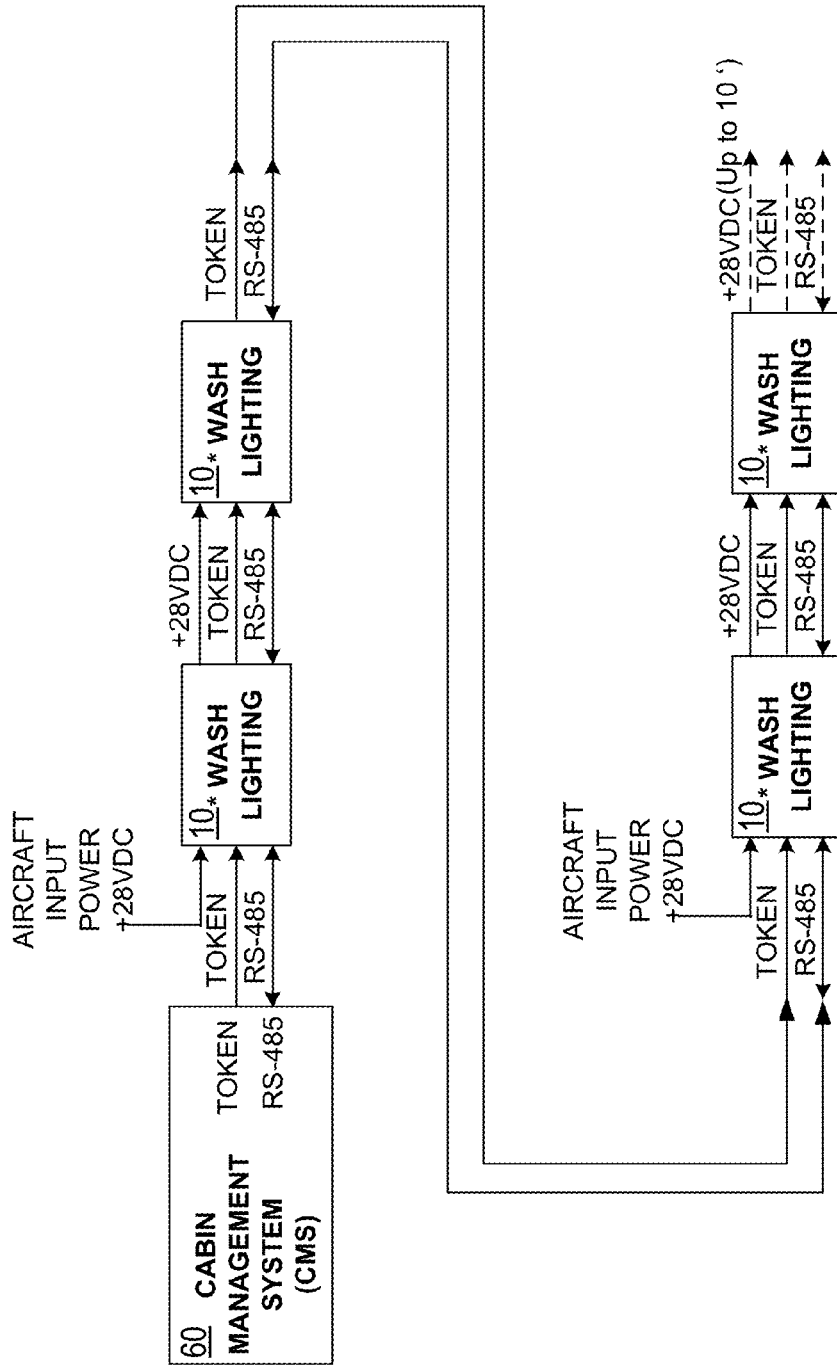 60 CABIN
MANAGEMENT
SYSTEM
(CMS)
TOKEN
RS-485
AIRCRAFT
INPUT
POWER
+28VDC
TOKEN
RS-485
10* WASH
LIGHTING
+28VDC
TOKEN
RS-485
10* WASH
LIGHTING
TOKEN
RS-485
AIRCRAFT
INPUT
POWER
+28VDC
TOKEN
RS-485
10* WASH
LIGHTING
+28VDC
TOKEN
RS-485
10* WASH
LIGHTING
+28VDC(Up to 10 ‘)
TOKEN
RS-485